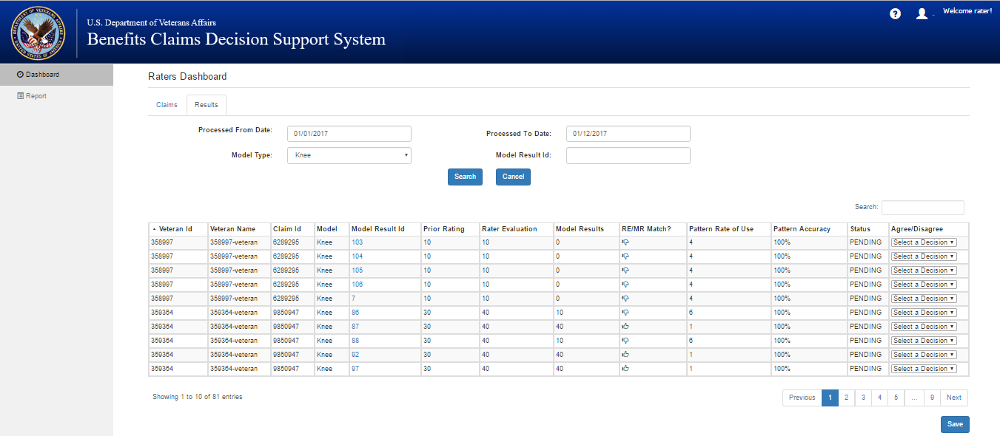 Welcome rater!
U.S. Department of Veterans Affairs
Benefits Claims Decision Support System
Dashboard
Report
Raters Dashboard
Claims Results
Processed From Date: 01/01/2017 Processed To Date: 01/12/2017
Model Type: Knee Model Result Id:
Search Cancel
Search:
Veteran Id Veteran Name Claim Id Model Model Result Id Prior Rating Rater Evaluation Model Results RE/MR Match? Pattern Rate of Use Pattern Accuracy Status Agree/Disagree
358997 358997-veteran 6289295 Knee 103 10 10 0 4 100% PENDING Select a Decision
358997 358997-veteran 6289295 Knee 104 10 10 0 4 100% PENDING Select a Decision
358997 358997-veteran 6289295 Knee 105 10 10 0 4 100% PENDING Select a Decision
358997 358997-veteran 6289295 Knee 106 10 10 0 4 100% PENDING Select a Decision
358997 358997-veteran 6289295 Knee 7 10 10 0 4 100% PENDING Select a Decision
359364 359364-veteran 9850947 Knee 86 30 40 10 6 100% PENDING Select a Decision
359364 359364-veteran 9850947 Knee 87 30 40 40 1 100% PENDING Select a Decision
359364 359364-veteran 9850947 Knee 88 30 40 10 6 100% PENDING Select a Decision
359364 359364-veteran 9850947 Knee 92 30 40 40 1 100% PENDING Select a Decision
359364 359364-veteran 9850947 Knee 97 30 40 40 1 100% PENDING Select a Decision
Showing 1 to 10 of 81 entries Previous 1 2 3 4 5 ... 9 Next
Save